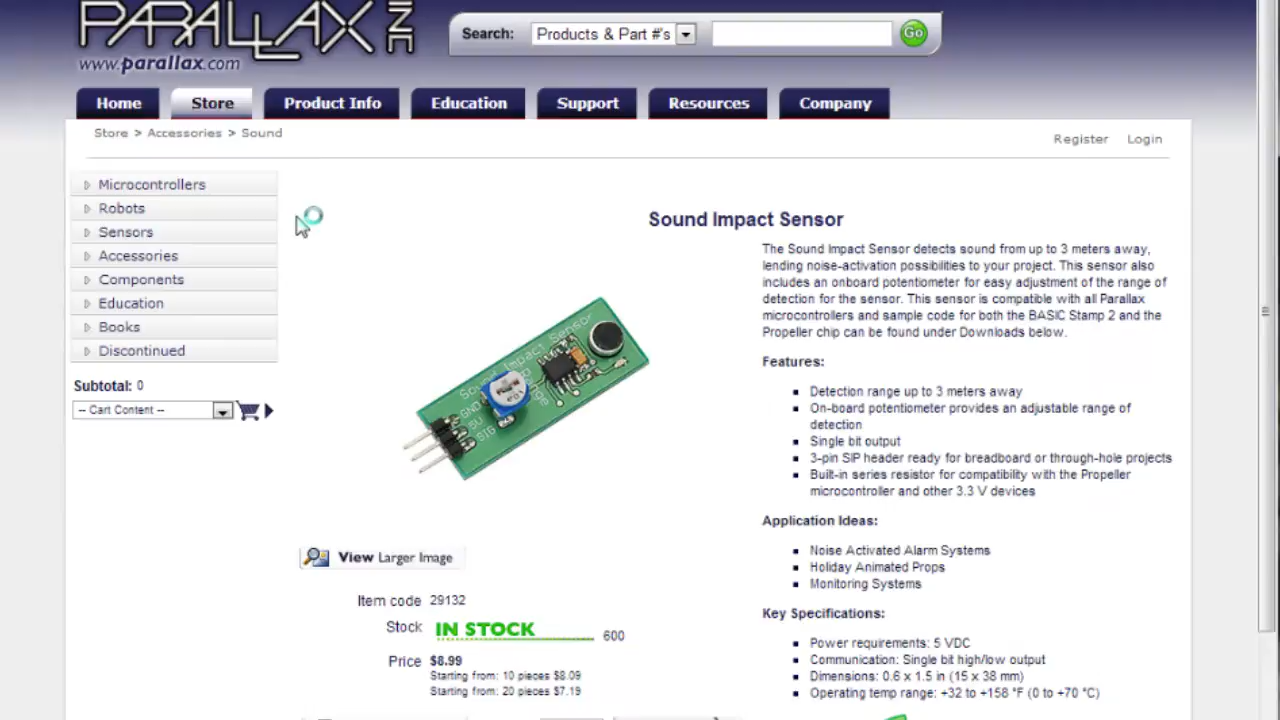 PARALLAX INC
www.parallax.com
Search: Products & Part #'s Go
Home Store Product Info Education Support Resources Company
Store > Accessories > Sound
Register Login
Microcontrollers
Robots
Sensors
Accessories
Components
Education
Books
Discontinued
Subtotal: 0
-- Cart Content --
Sound Impact Sensor
The Sound Impact Sensor detects sound from up to 3 meters away,
lending noise-activation possibilities to your project. This sensor also
includes an onboard potentiometer for easy adjustment of the range of
detection for the sensor. This sensor is compatible with all Parallax
microcontrollers and sample code for both the BASIC Stamp 2 and the
Propeller chip can be found under Downloads below.
Features:
Detection range up to 3 meters away
On-board potentiometer provides an adjustable range of
detection
Single bit output
3-pin SIP header ready for breadboard or through-hole projects
Built-in series resistor for compatibility with the Propeller
microcontroller and other 3.3 V devices
Application Ideas:
Noise Activated Alarm Systems
Holiday Animated Props
Monitoring Systems
Key Specifications:
Power requirements: 5 VDC
Communication: Single bit high/low output
Dimensions: 0.6 x 1.5 in (15 x 38 mm)
Operating temp range: +32 to +158 °F (0 to +70 °C)
Sound Impact Sensor
GND
5V
SIG
View Larger Image
Item code 29132
Stock IN STOCK 600
Price $8.99
Starting from: 10 pieces $8.09
Starting from: 20 pieces $7.19